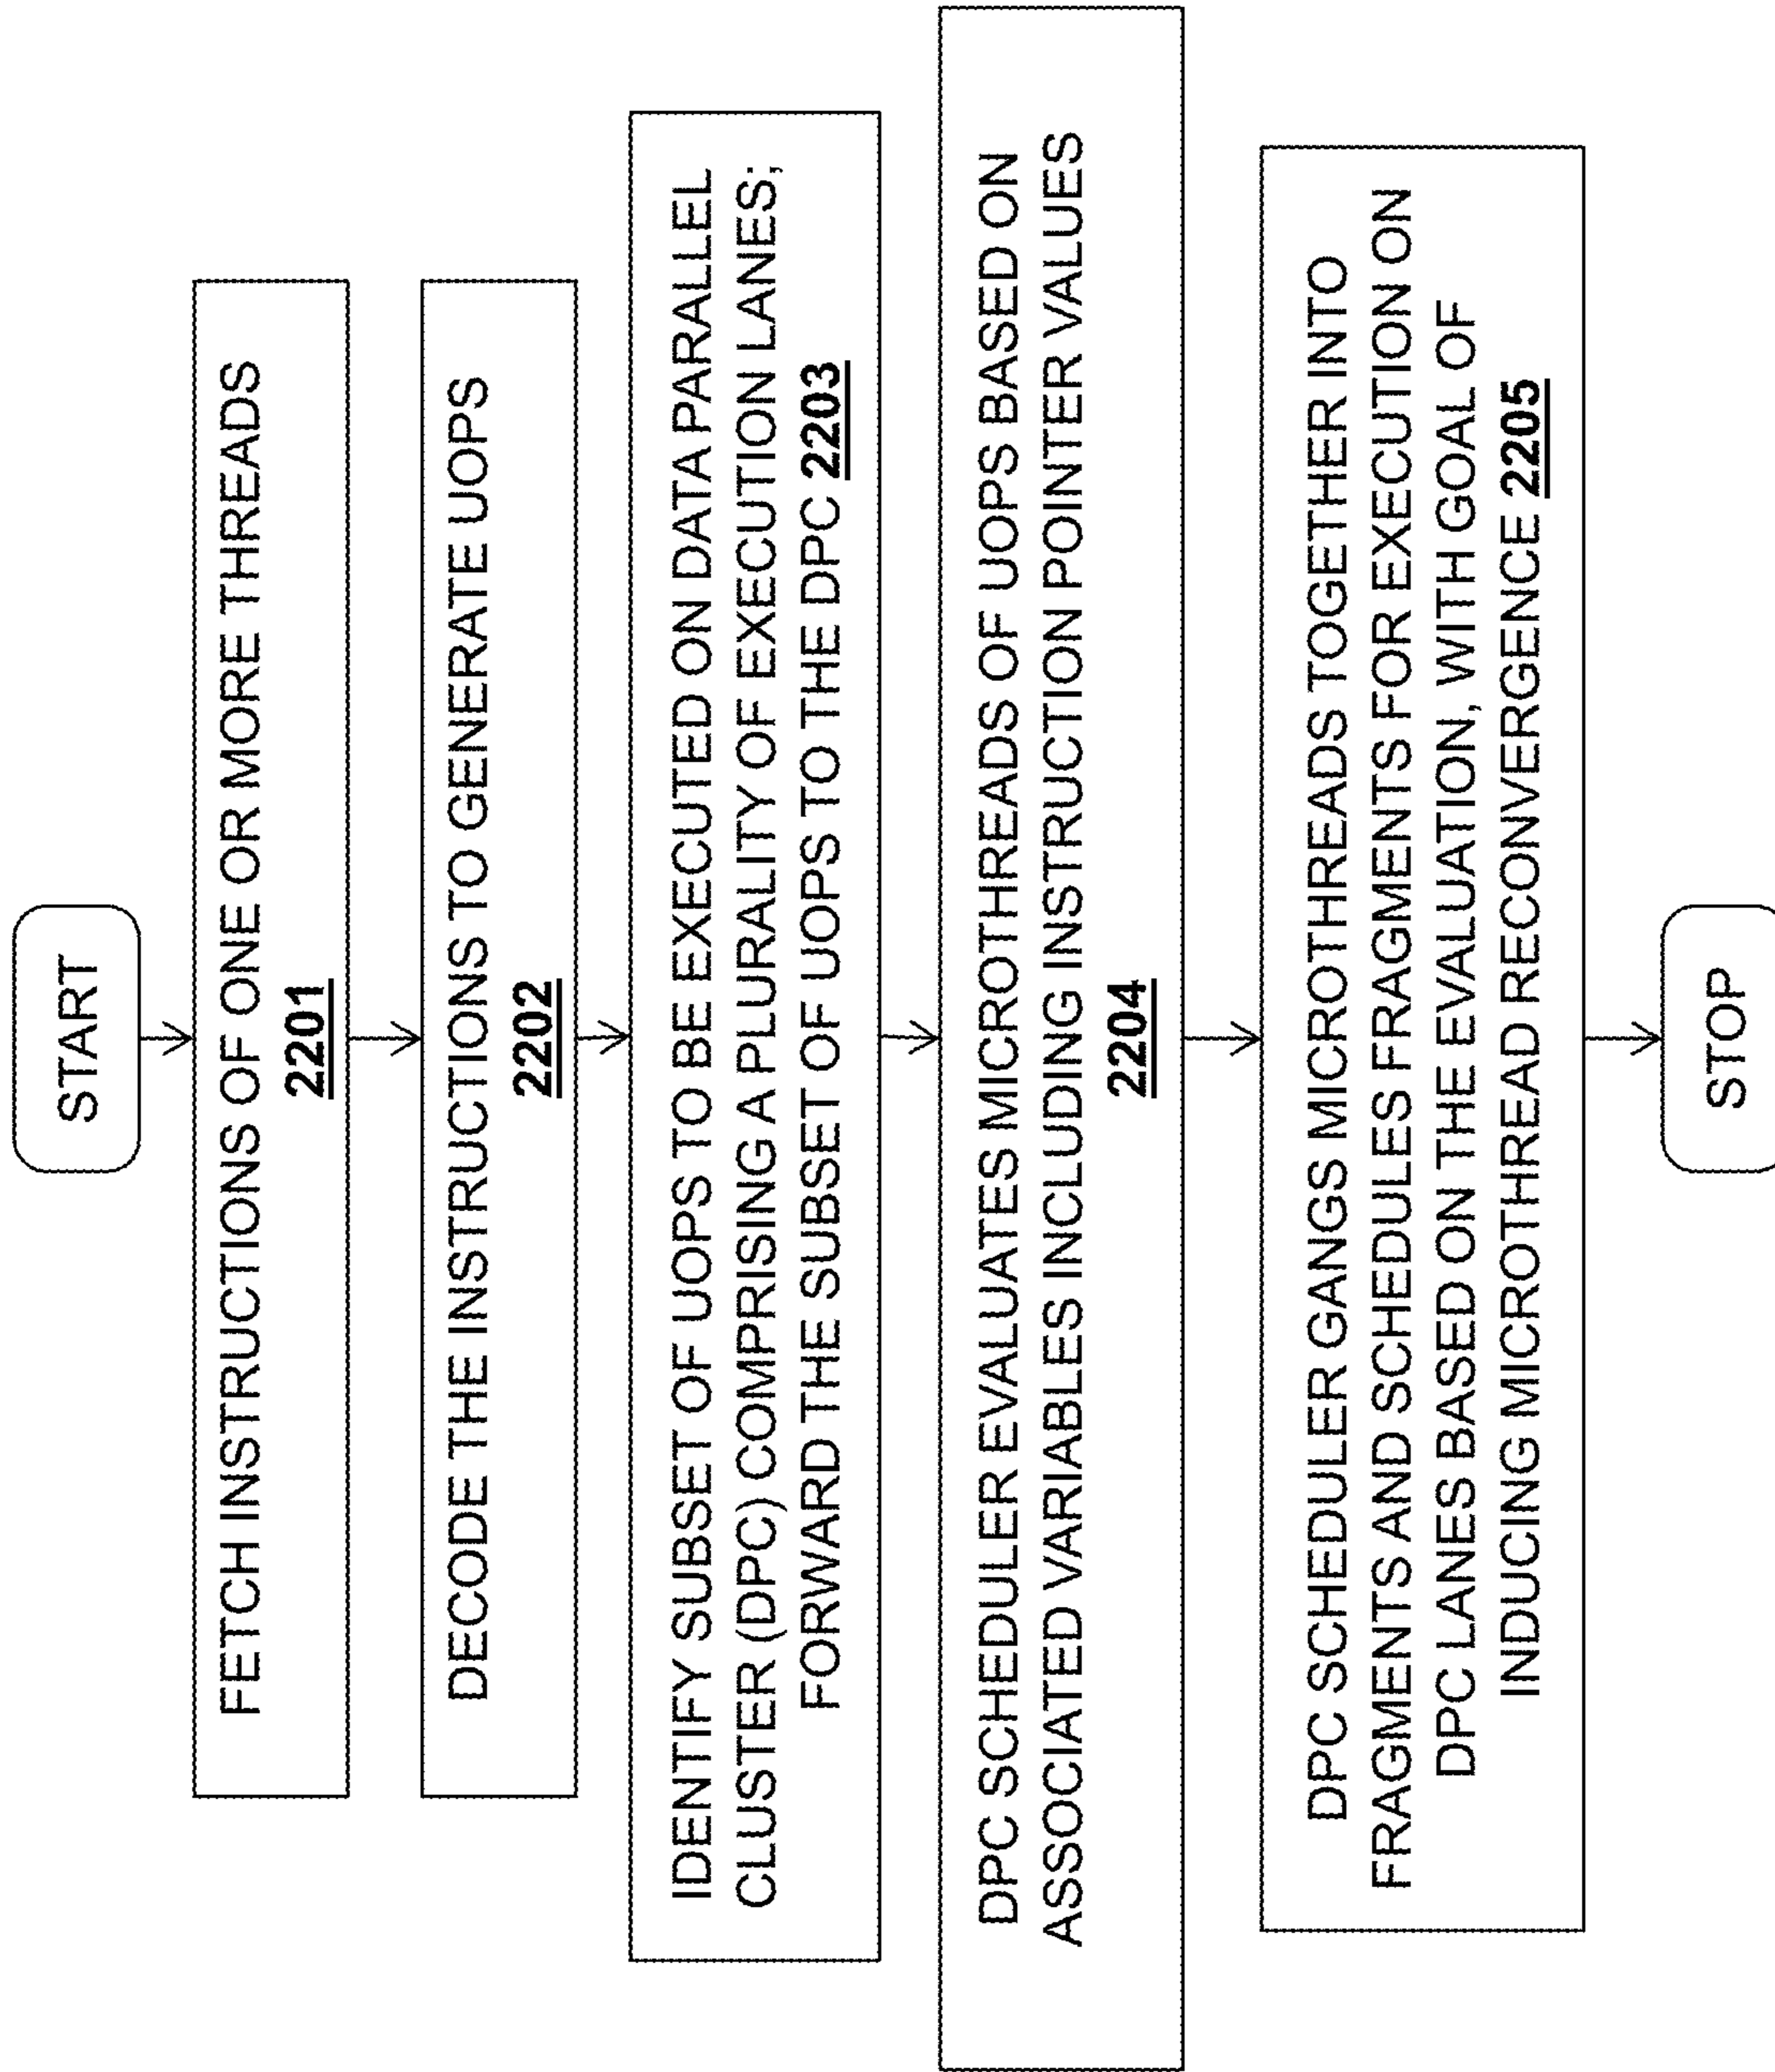 START
FETCH INSTRUCTIONS OF ONE OR MORE THREADS
2201
DECODE THE INSTRUCTIONS TO GENERATE UOPS
2202
IDENTIFY SUBSET OF UOPS TO BE EXECUTED ON DATA PARALLEL
CLUSTER (DPC) COMPRISING A PLURALITY OF EXECUTION LANES;
FORWARD THE SUBSET OF UOPS TO THE DPC 2203
DPC SCHEDULER EVALUATES MICROTHREADS OF UOPS BASED ON
ASSOCIATED VARIABLES INCLUDING INSTRUCTION POINTER VALUES
2204
DPC SCHEDULER GANGS MICROTHREADS TOGETHER INTO
FRAGMENTS AND SCHEDULES FRAGMENTS FOR EXECUTION ON
DPC LANES BASED ON THE EVALUATION, WITH GOAL OF
INDUCING MICROTHREAD RECONVERGENCE 2205
STOP